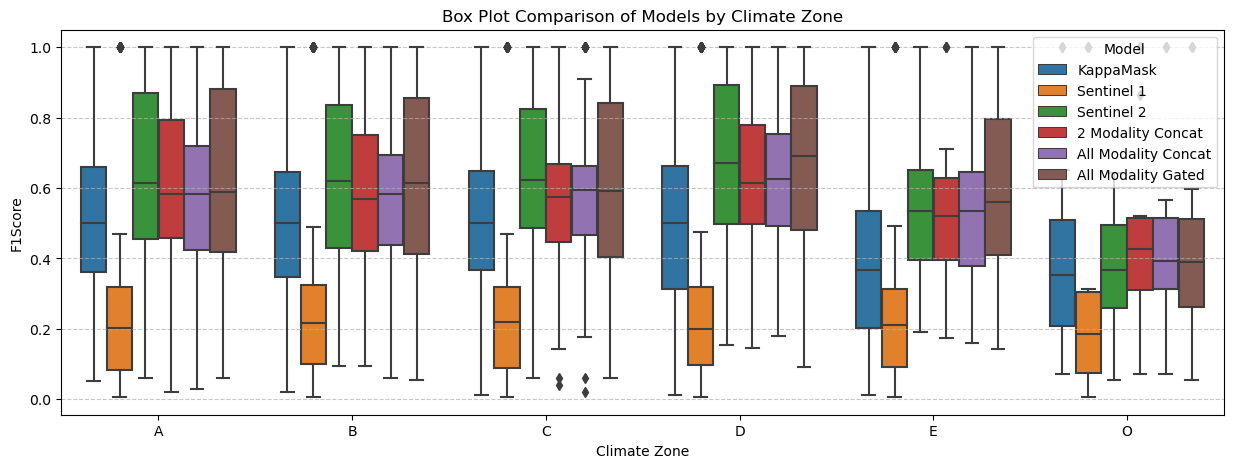 Box Plot Comparison of Models by Climate Zone
F1Score
1.0
0.8
0.6
0.4
0.2
0.0
A
B
C
D
E
O
Climate Zone
Model
KappaMask
Sentinel 1
Sentinel 2
2 Modality Concat
All Modality Concat
All Modality Gated